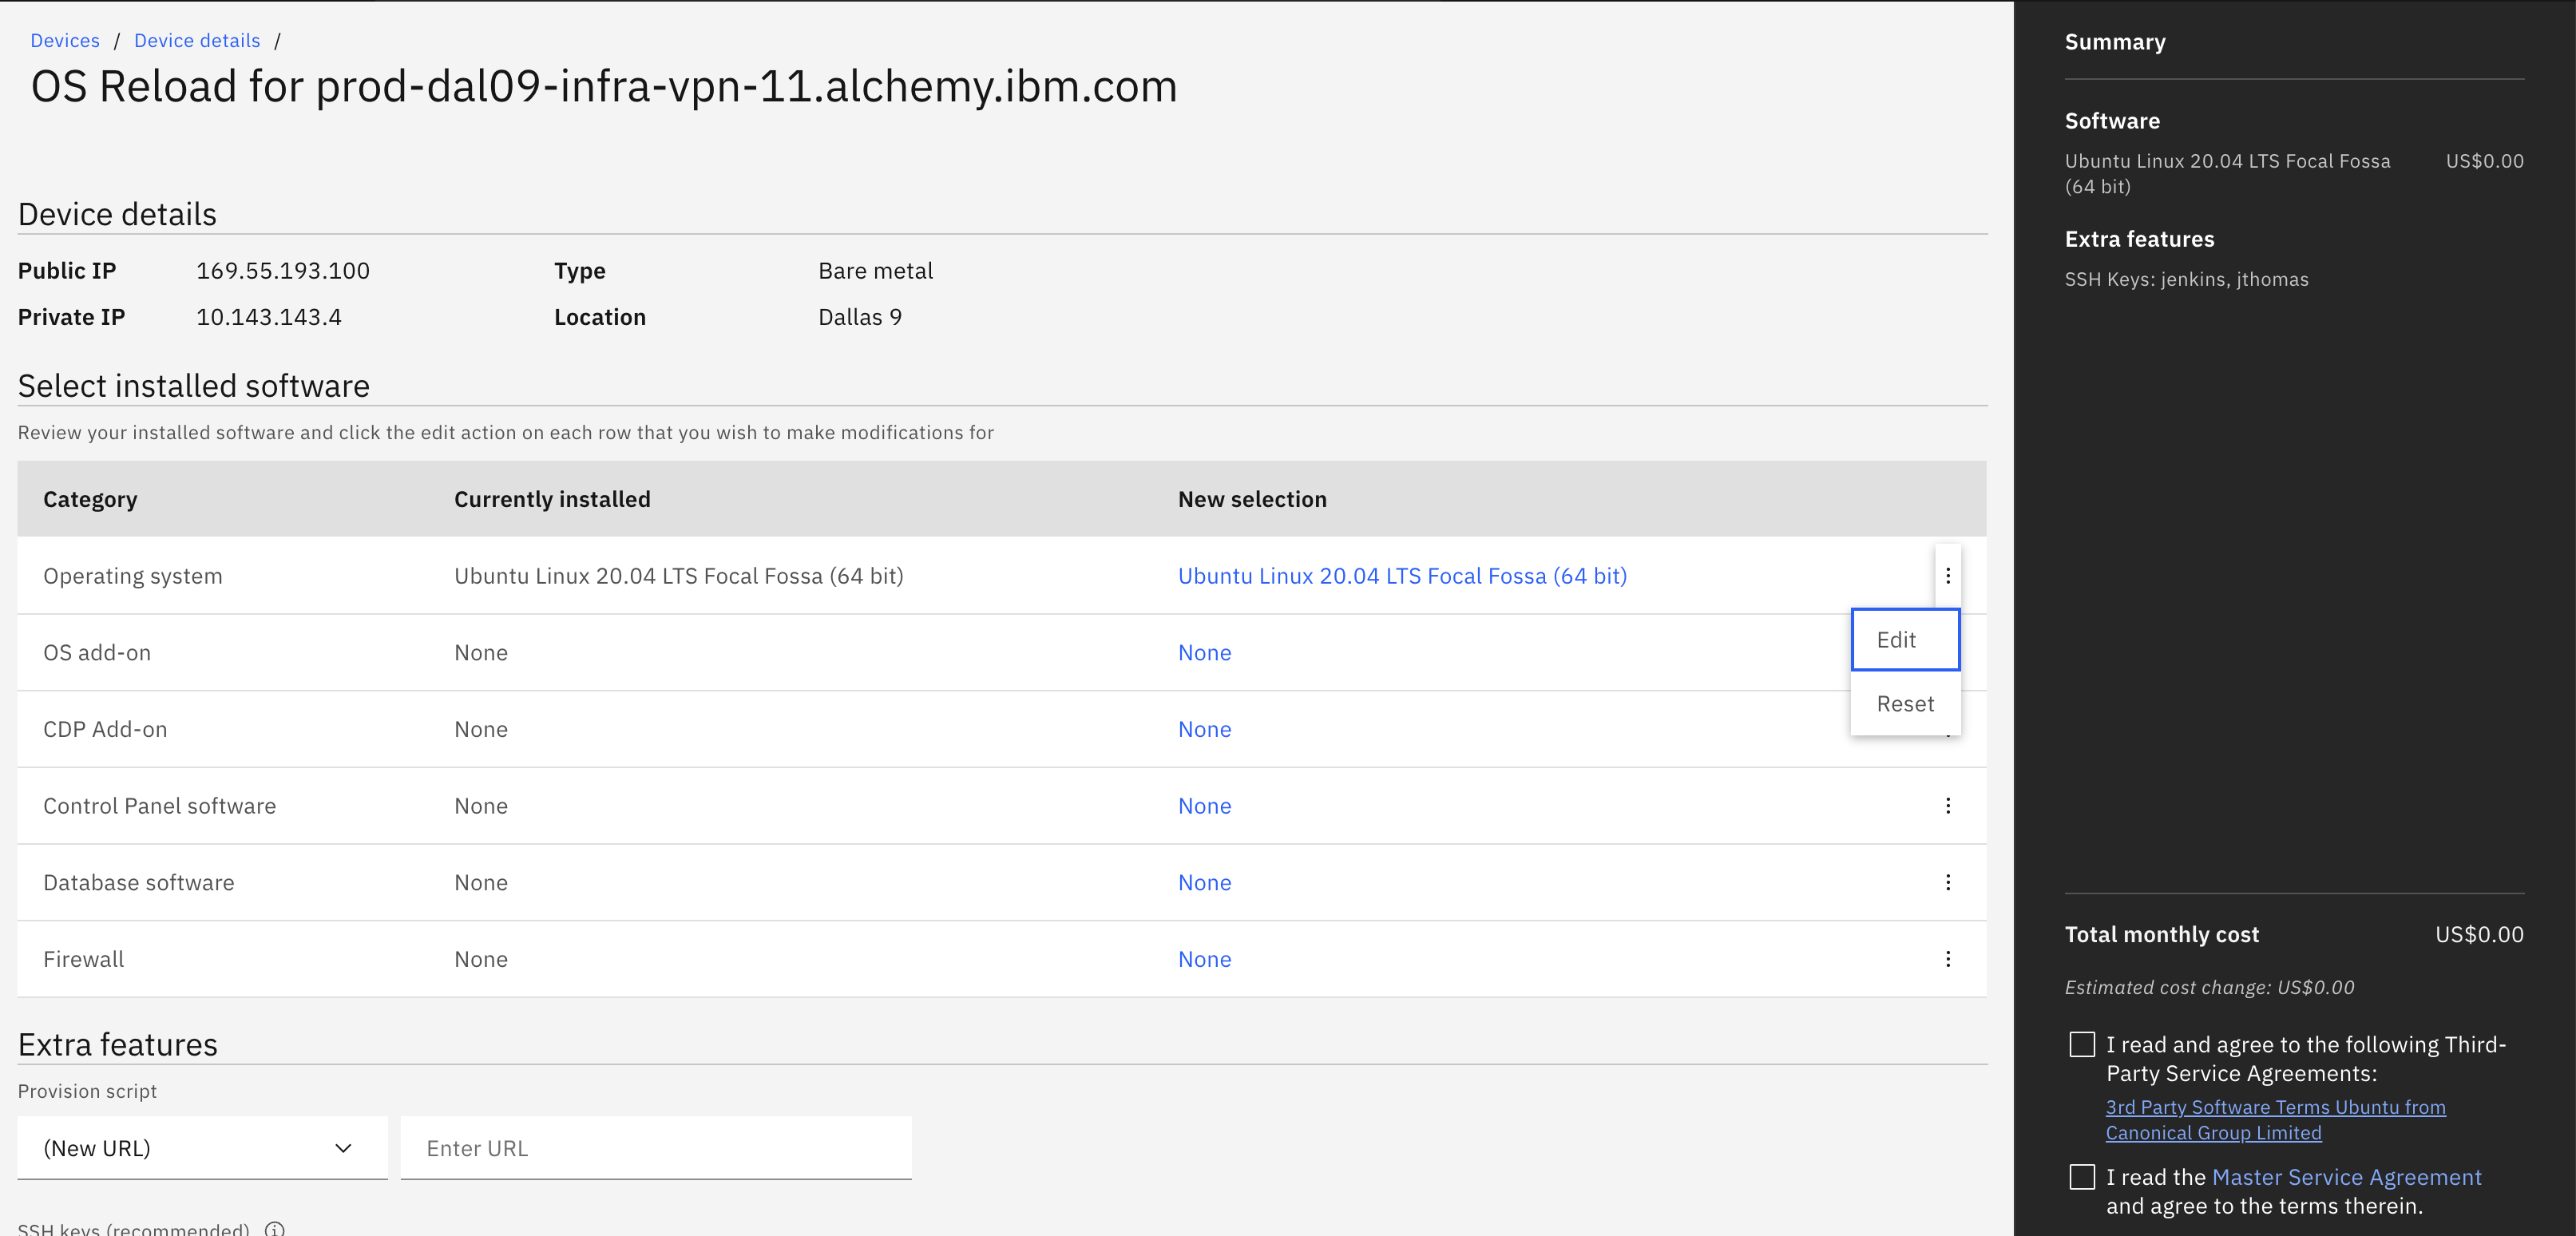 Devices / Device details /
OS Reload for prod-dal09-infra-vpn-11.alchemy.ibm.com
Device details
Public IP 169.55.193.100 Type Bare metal
Private IP 10.143.143.4 Location Dallas 9
Select installed software
Review your installed software and click the edit action on each row that you wish to make modifications for
Category Currently installed New selection
Operating system Ubuntu Linux 20.04 LTS Focal Fossa (64 bit) Ubuntu Linux 20.04 LTS Focal Fossa (64 bit)
Edit
Reset
OS add-on None None
CDP Add-on None None
Control Panel software None None
Database software None None
Firewall None None
Extra features
Provision script
(New URL) Enter URL
SSH keys (recommended)
Summary
Software
Ubuntu Linux 20.04 LTS Focal Fossa US$0.00
(64 bit)
Extra features
SSH Keys: jenkins, jthomas
Total monthly cost US$0.00
Estimated cost change: US$0.00
I read and agree to the following Third-
Party Service Agreements:
3rd Party Software Terms Ubuntu from
Canonical Group Limited
I read the Master Service Agreement
and agree to the terms therein.